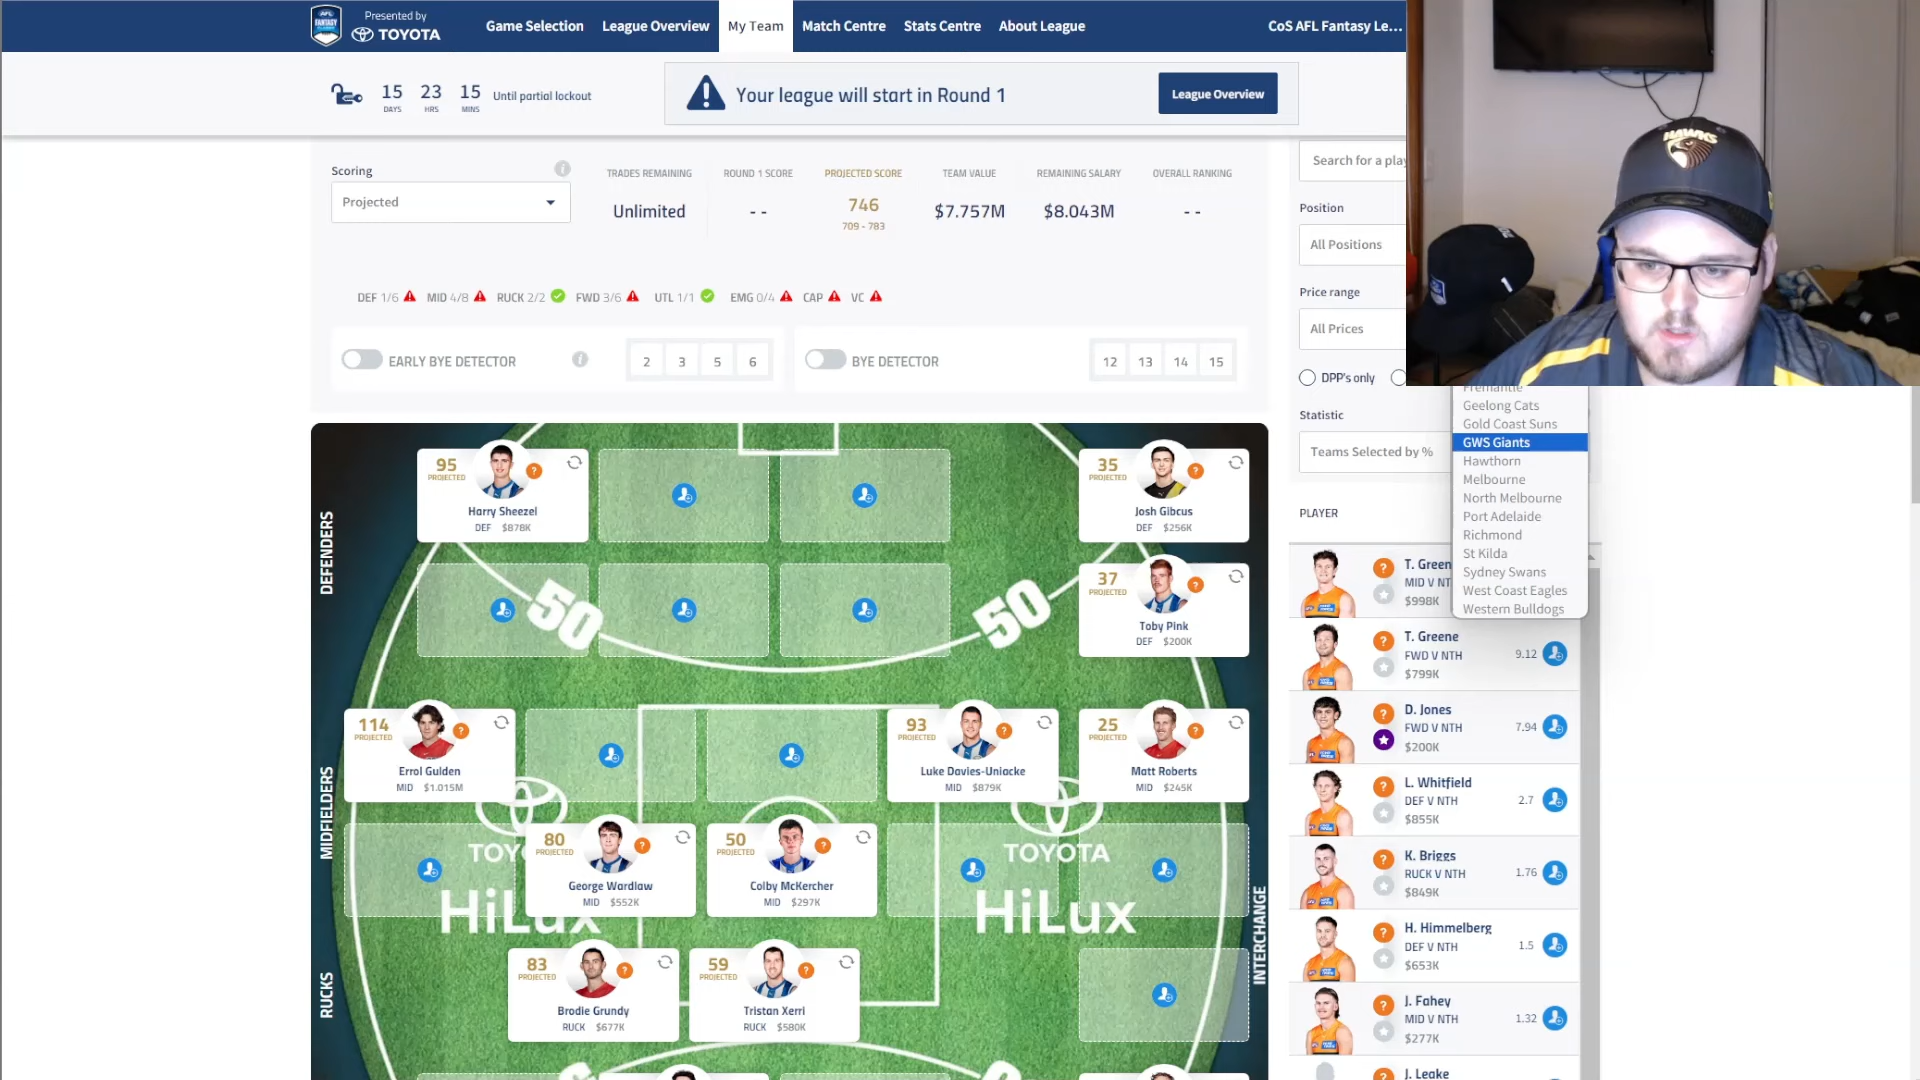 AFL
FANTASY
Presented by
TOYOTA
Game Selection
League Overview
My Team
Match Centre
Stats Centre
About League
CoS AFL Fantasy Le...
15
DAYS
23
HRS
15
MINS
Until partial lockout
Your league will start in Round 1
League Overview
HAWKS
Scoring
Projected
TRADES REMAINING
Unlimited
ROUND 1 SCORE
- -
PROJECTED SCORE
746
709 - 783
TEAM VALUE
$7.757M
REMAINING SALARY
$8.043M
OVERALL RANKING
- -
DEF 1/6
MID 4/8
RUCK 2/2
FWD 3/6
UTL 1/1
EMG 0/4
CAP
VC
EARLY BYE DETECTOR
2 3 5 6
BYE DETECTOR
12 13 14 15
Search for a play
Position
All Positions
Price range
All Prices
DPP's only
Statistic
Teams Selected by %
Fremantle
Geelong Cats
Gold Coast Suns
GWS Giants
Hawthorn
Melbourne
North Melbourne
Port Adelaide
Richmond
St Kilda
Sydney Swans
West Coast Eagles
Western Bulldogs
DEFENDERS
95
PROJECTED
Harry Sheezel
DEF $878K
35
PROJECTED
Josh Gibcus
DEF $256K
50
50
37
PROJECTED
Toby Pink
DEF $200K
MIDFIELDERS
114
PROJECTED
Errol Gulden
MID $1.015M
93
PROJECTED
Luke Davies-Uniacke
MID $879K
25
PROJECTED
Matt Roberts
MID $245K
80
PROJECTED
George Wardlaw
MID $552K
50
PROJECTED
Colby McKercher
MID $297K
TOYO
HiLux
TOYOTA
HiLux
INTERCHANGE
RUCKS
83
PROJECTED
Brodie Grundy
RUCK $677K
59
PROJECTED
Tristan Xerri
RUCK $580K
PLAYER
T. Green
MID V NT
$998K
T. Greene
FWD V NTH
$799K
9.12
D. Jones
FWD V NTH
$200K
7.94
L. Whitfield
DEF V NTH
$855K
2.7
K. Briggs
RUCK V NTH
$849K
1.76
H. Himmelberg
DEF V NTH
$653K
1.5
J. Fahey
MID V NTH
$277K
1.32
J. Leake